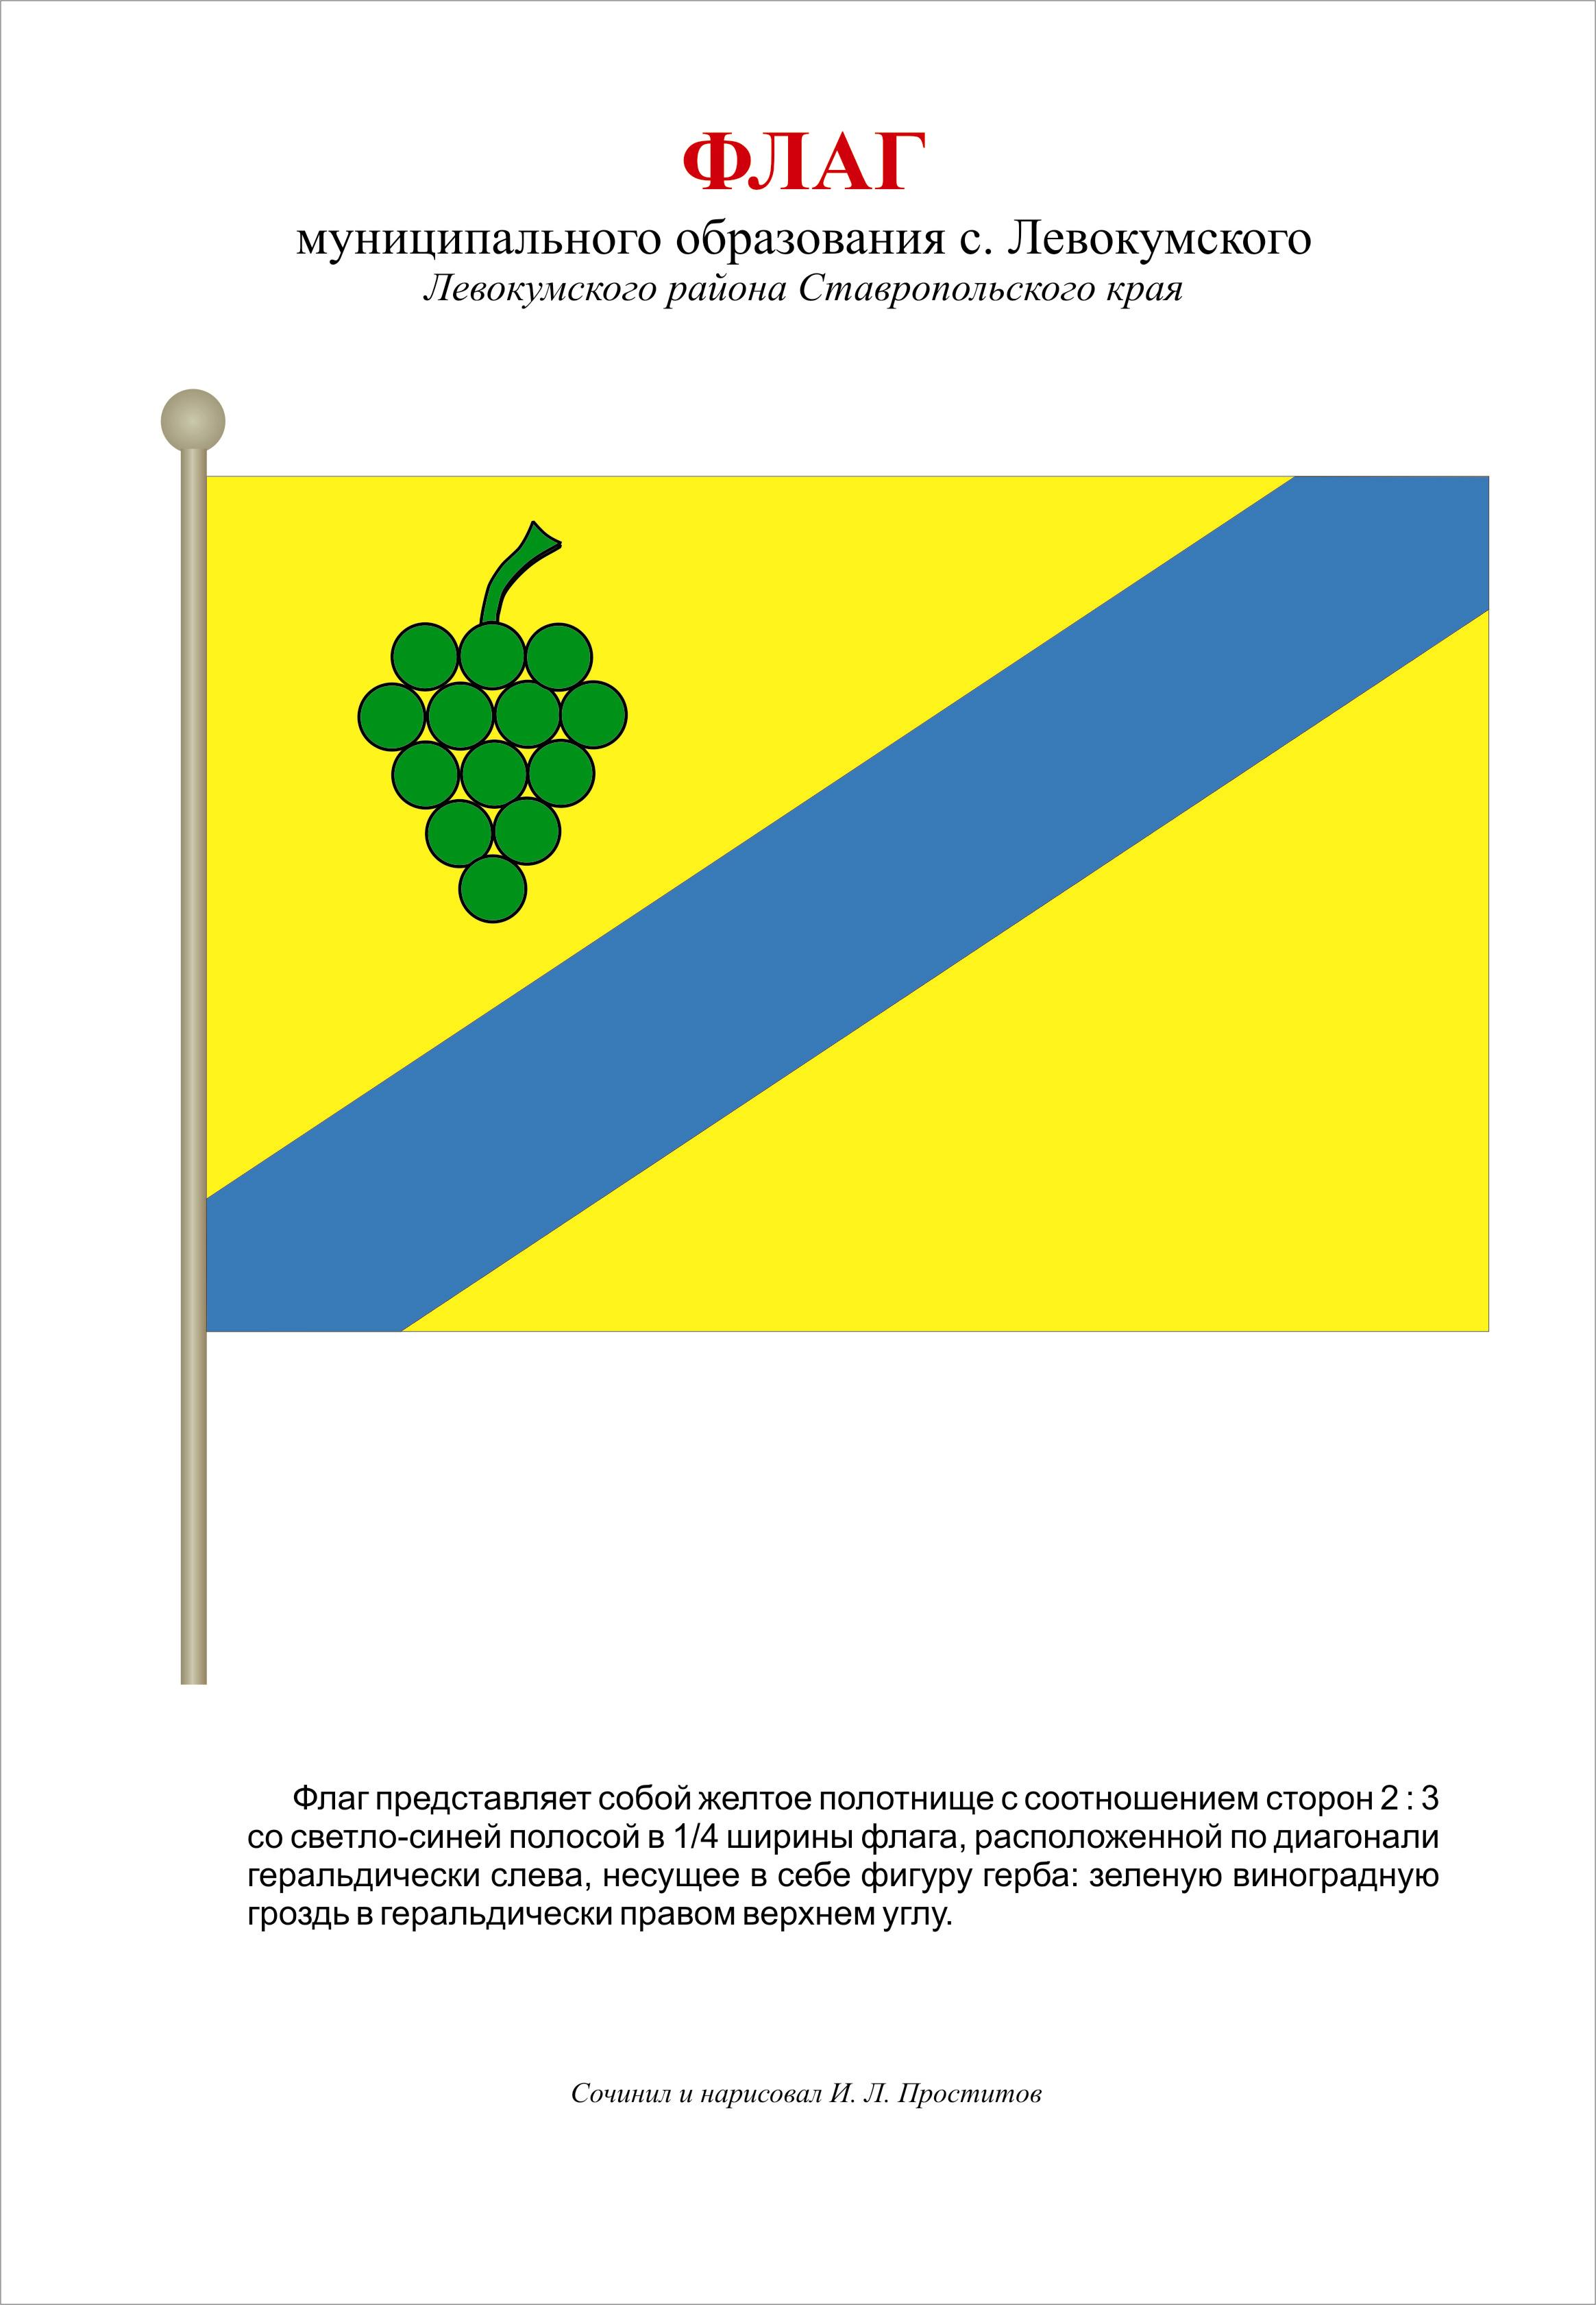 ФЛАГ
муниципального образования с. Левокумского
Левокумского района Ставропольского края
Флаг представляет собой желтое полотнище с соотношением сторон 2 : 3
со светло-синей полосой в 1/4 ширины флага, расположенной по диагонали
геральдически слева, несущее в себе фигуру герба: зеленую виноградную
гроздь в геральдически правом верхнем углу.
Сочинил и нарисовал И. Л. Проститов